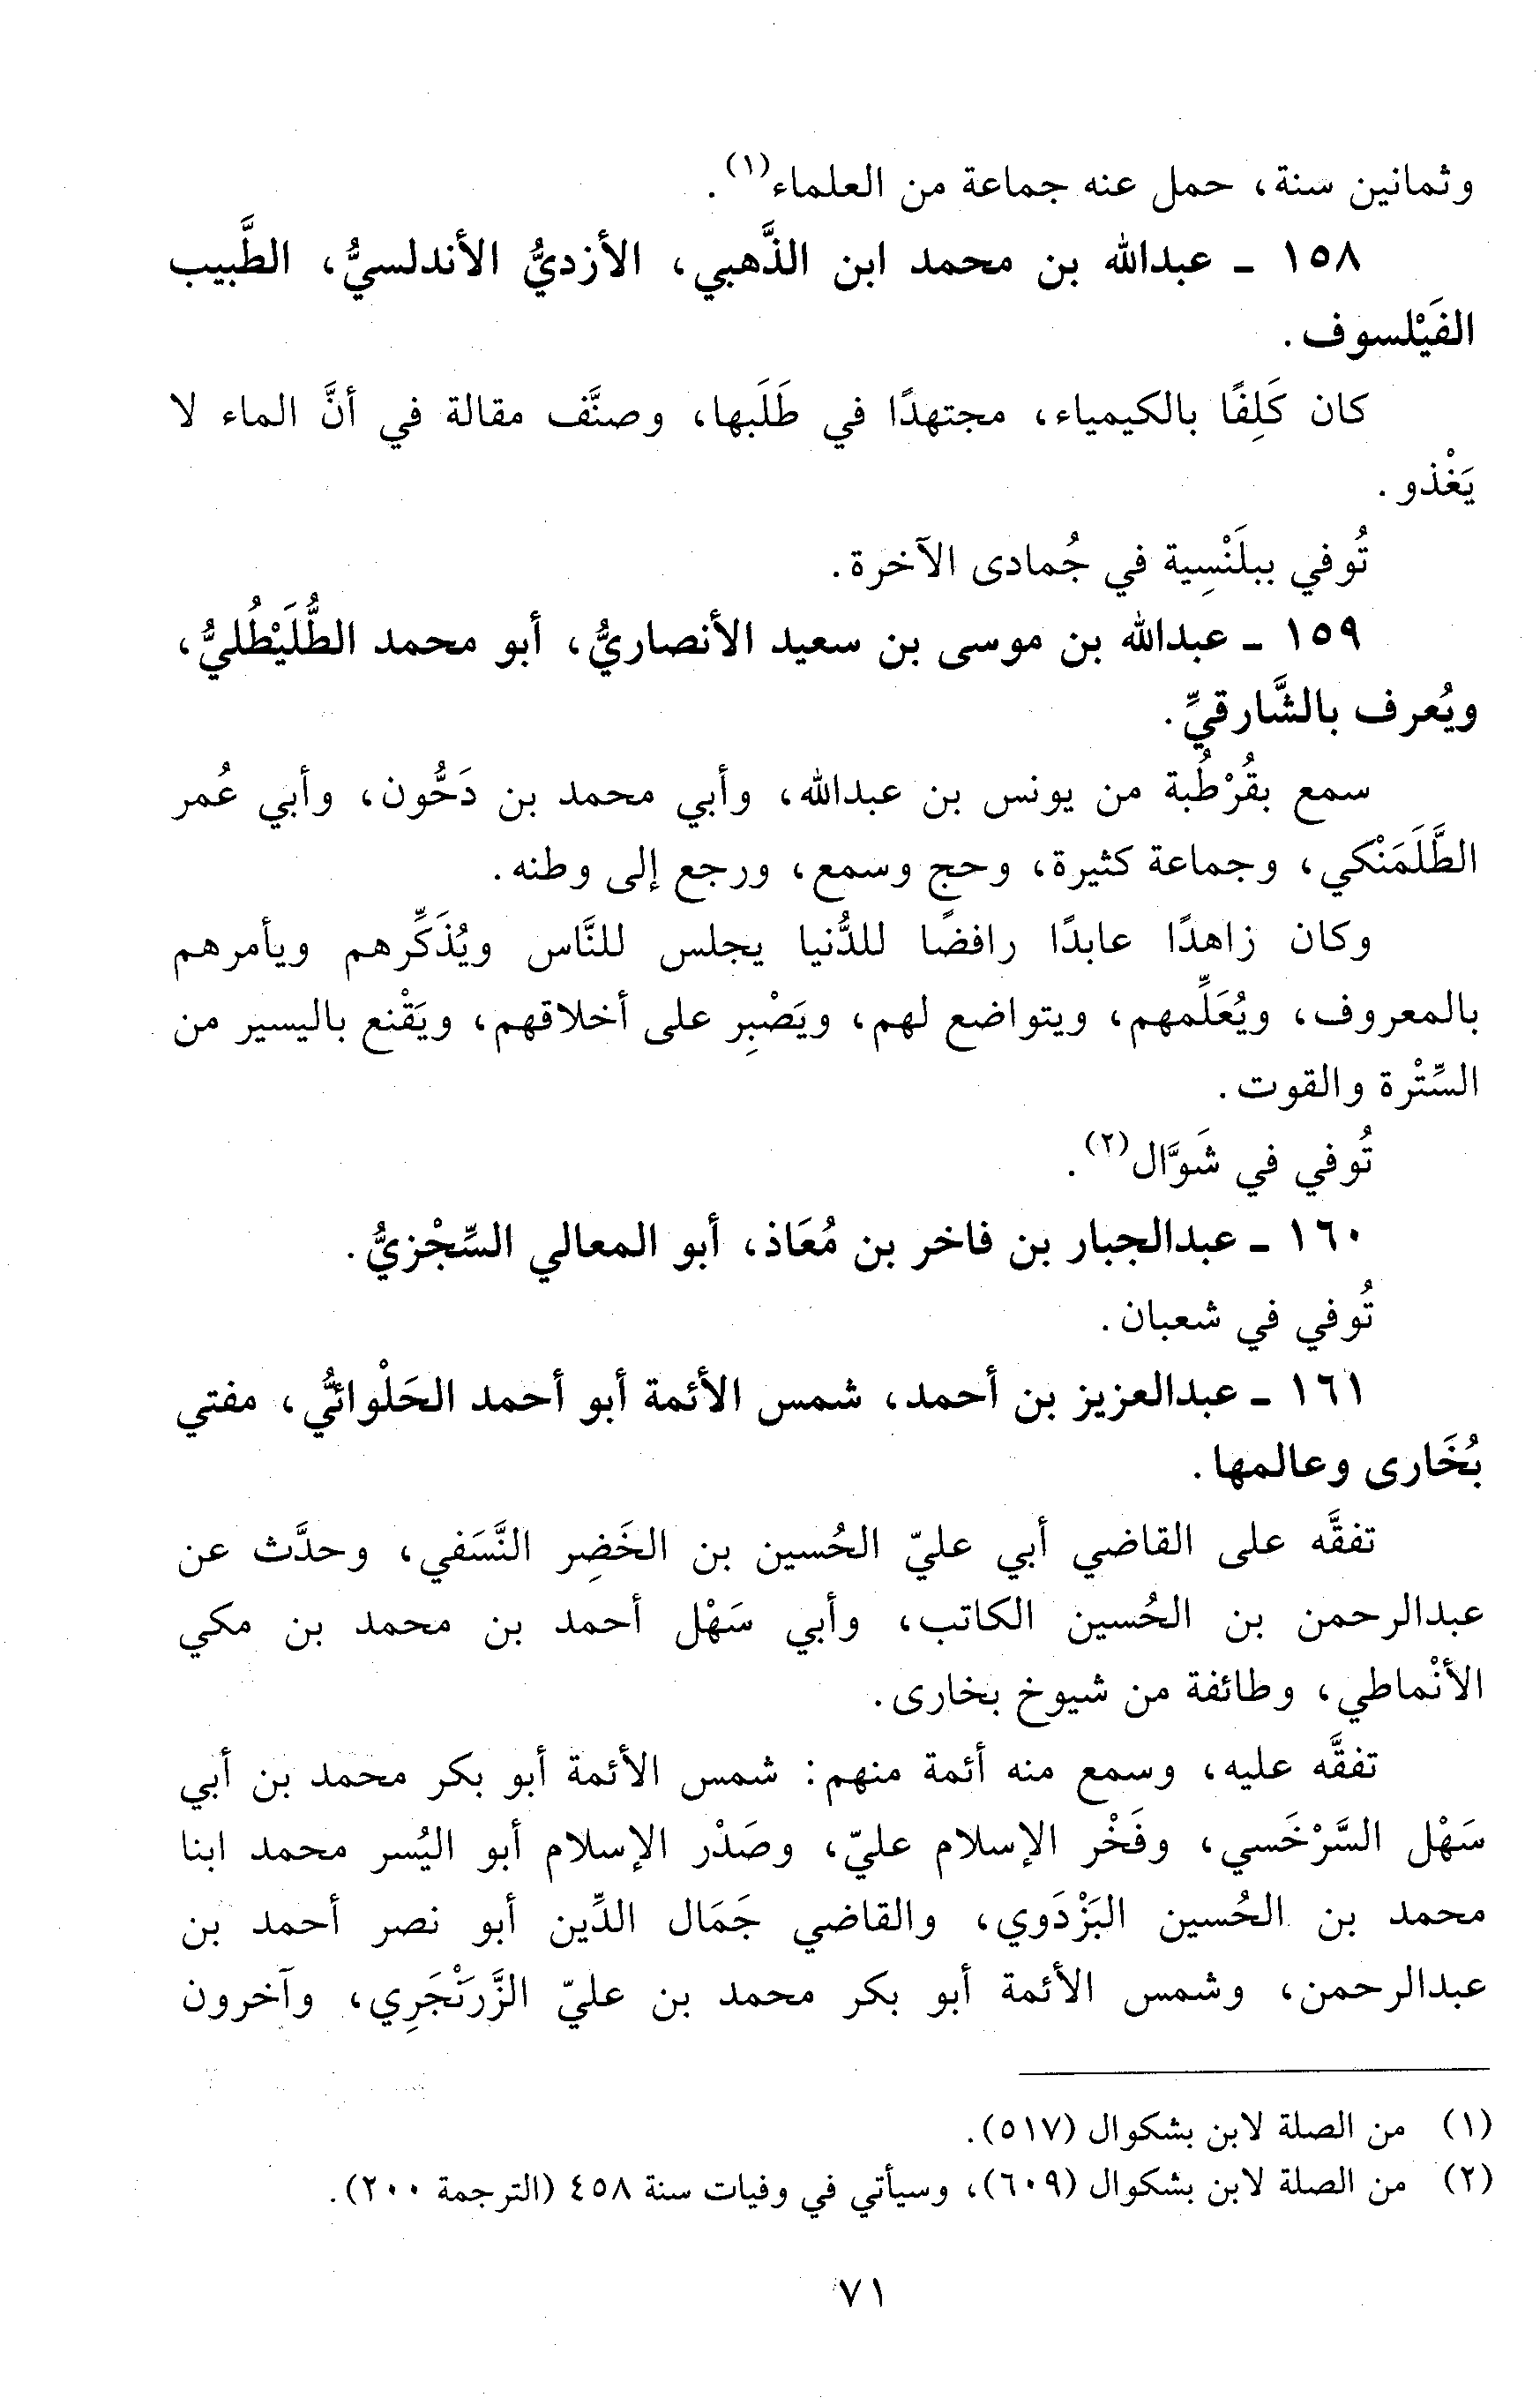 وثمانين سنة، حمل عنه جماعة من العلماء(١).
١٥٨ ـ عبدالله بن محمد ابن الذَّهبي، الأزديُّ الأندلسيُّ، الطَّبيب
الفَيْلسوف.
كان كَلِفًا بالكيمياء، مجتهدًا في طَلَبها، وصنَّف مقالة في أنَّ الماء لا
يَغْذو.
تُوفي ببلَنْسِية في جُمادى الآخرة.
١٥٩ ـ عبدالله بن موسى بن سعيد الأنصاريُّ، أبو محمد الطُّلَيْطُليُّ،
ويُعرف بالشَّارقيِّ.
سمع بقُرْطُبة من يونس بن عبدالله، وأبي محمد بن دَحُّون، وأبي عُمر
الطَّلَمَنْكي، وجماعة كثيرة، وحج وسمع، ورجع إلى وطنه.
وكان زاهدًا عابدًا رافضًا للدُّنيا يجلس للنَّاس ويُذَكِّرهم ويأمرهم
بالمعروف، ويُعَلِّمهم، ويتواضع لهم، ويَصْبِر على أخلاقهم، ويَقْنع باليسير من
السِّتْرة والقوت.
تُوفي في شَوَّال(٢).
١٦٠ ـ عبدالجبار بن فاخر بن مُعَاذ، أبو المعالي السِّجْزيُّ.
تُوفي في شعبان.
١٦١ ـ عبدالعزيز بن أحمد، شمس الأئمة أبو أحمد الحَلْوائيُّ، مفتي
بُخَارى وعالمها.
تفقَّه على القاضي أبي عليّ الحُسين بن الخَضِر النَّسَفي، وحدَّث عن
عبدالرحمن بن الحُسين الكاتب، وأبي سَهْل أحمد بن محمد بن مكي
الأنْماطي، وطائفة من شيوخ بخارى.
تفقَّه عليه، وسمع منه أئمة منهم: شمس الأئمة أبو بكر محمد بن أبي
سَهْل السَّرْخَسي، وفَخْر الإسلام عليّ، وصَدْر الإسلام أبو اليُسر محمد ابنا
محمد بن الحُسين البَزْدَوي، والقاضي جَمَال الدِّين أبو نصر أحمد بن
عبدالرحمن، وشمس الأئمة أبو بكر محمد بن عليّ الزَّرَنْجَرِي، وآخرون
(١) من الصلة لابن بشكوال (٥١٧).
(٢) من الصلة لابن بشكوال (٦٠٩)، وسيأتي في وفيات سنة ٤٥٨ (الترجمة ٢٠٠).
٧١